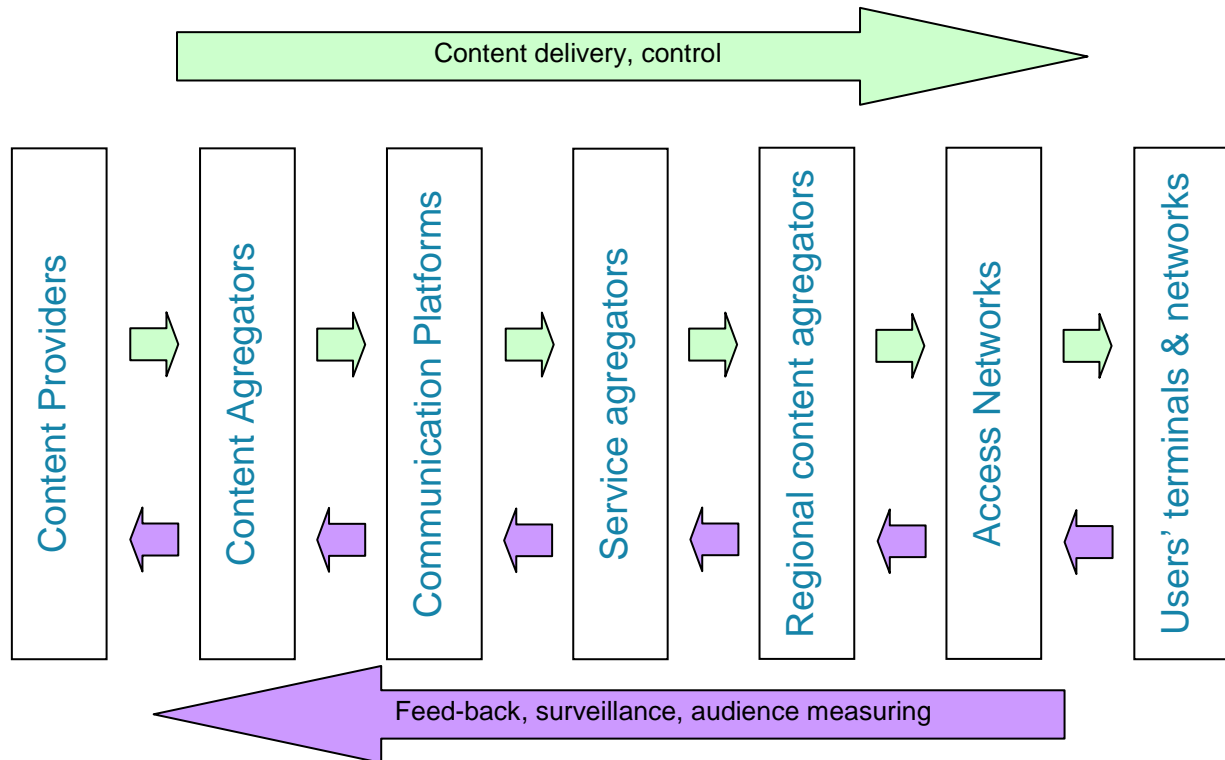 Content delivery, control
Content Providers
Content Agregators
Communication Platforms
Service agregators
Regional content agregators
Access Networks
Users’ terminals & networks
Feed-back, surveillance, audience measuring